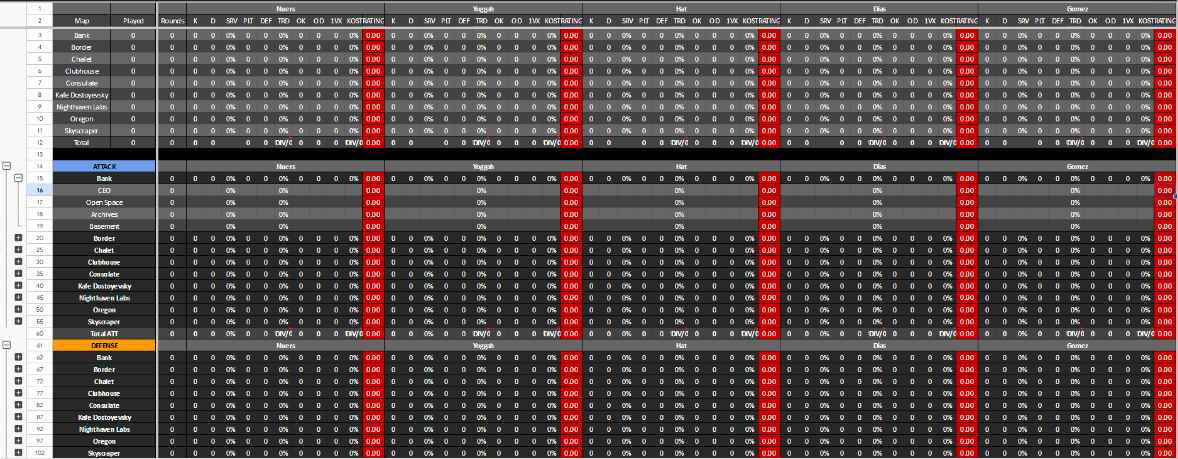 1 Nuers Yoggah Hat Dias Gomez
2 Map Played Rounds K D SRV PLT DEF TRD OK OD 1VX KOST RATING K D SRV PLT DEF TRD OK OD 1VX KOST RATING K D SRV PLT DEF TRD OK OD 1VX KOST RATING K D SRV PLT DEF TRD OK OD 1VX KOST RATING K D SRV PLT DEF TRD OK OD 1VX KOST RATING
3 Bank 0 0 0 0 0% 0 0 0% 0 0 0 0% 0.00 0 0 0% 0 0 0% 0 0 0 0% 0.00 0 0 0% 0 0 0% 0 0 0 0% 0.00 0 0 0% 0 0 0% 0 0 0 0% 0.00 0 0 0% 0 0 0% 0 0 0 0% 0.00
4 Border 0 0 0 0 0% 0 0 0% 0 0 0 0% 0.00 0 0 0% 0 0 0% 0 0 0 0% 0.00 0 0 0% 0 0 0% 0 0 0 0% 0.00 0 0 0% 0 0 0% 0 0 0 0% 0.00 0 0 0% 0 0 0% 0 0 0 0% 0.00
5 Chalet 0 0 0 0 0% 0 0 0% 0 0 0 0% 0.00 0 0 0% 0 0 0% 0 0 0 0% 0.00 0 0 0% 0 0 0% 0 0 0 0% 0.00 0 0 0% 0 0 0% 0 0 0 0% 0.00 0 0 0% 0 0 0% 0 0 0 0% 0.00
6 Clubhouse 0 0 0 0 0% 0 0 0% 0 0 0 0% 0.00 0 0 0% 0 0 0% 0 0 0 0% 0.00 0 0 0% 0 0 0% 0 0 0 0% 0.00 0 0 0% 0 0 0% 0 0 0 0% 0.00 0 0 0% 0 0 0% 0 0 0 0% 0.00
7 Consulate 0 0 0 0 0% 0 0 0% 0 0 0 0% 0.00 0 0 0% 0 0 0% 0 0 0 0% 0.00 0 0 0% 0 0 0% 0 0 0 0% 0.00 0 0 0% 0 0 0% 0 0 0 0% 0.00 0 0 0% 0 0 0% 0 0 0 0% 0.00
8 Kafe Dostoyevsky 0 0 0 0 0% 0 0 0% 0 0 0 0% 0.00 0 0 0% 0 0 0% 0 0 0 0% 0.00 0 0 0% 0 0 0% 0 0 0 0% 0.00 0 0 0% 0 0 0% 0 0 0 0% 0.00 0 0 0% 0 0 0% 0 0 0 0% 0.00
9 Nighthaven Labs 0 0 0 0 0% 0 0 0% 0 0 0 0% 0.00 0 0 0% 0 0 0% 0 0 0 0% 0.00 0 0 0% 0 0 0% 0 0 0 0% 0.00 0 0 0% 0 0 0% 0 0 0 0% 0.00 0 0 0% 0 0 0% 0 0 0 0% 0.00
10 Oregon 0 0 0 0 0% 0 0 0% 0 0 0 0% 0.00 0 0 0% 0 0 0% 0 0 0 0% 0.00 0 0 0% 0 0 0% 0 0 0 0% 0.00 0 0 0% 0 0 0% 0 0 0 0% 0.00 0 0 0% 0 0 0% 0 0 0 0% 0.00
11 Skyscraper 0 0 0 0 0% 0 0 0% 0 0 0 0% 0.00 0 0 0% 0 0 0% 0 0 0 0% 0.00 0 0 0% 0 0 0% 0 0 0 0% 0.00 0 0 0% 0 0 0% 0 0 0 0% 0.00 0 0 0% 0 0 0% 0 0 0 0% 0.00
12 Total 0 0 0 0 0 0 DIV/0 0 0 0 DIV/0 0.00 0 0 0 0 DIV/0 0 0 0 DIV/0 0.00 0 0 0 0 DIV/0 0 0 0 DIV/0 0.00 0 0 0 0 DIV/0 0 0 0 DIV/0 0.00 0 0 0 0 DIV/0 0 0 0 DIV/0 0.00
13
14 ATTACK Nuers Yoggah Hat Dias Gomez
15 Bank 0 0 0 0% 0 0 0% 0 0 0 0% 0.00 0 0 0% 0 0 0% 0 0 0 0% 0.00 0 0 0% 0 0 0% 0 0 0 0% 0.00 0 0 0% 0 0 0% 0 0 0 0% 0.00 0 0 0% 0 0 0% 0 0 0 0% 0.00
16 CEO 0% 0% 0.00 0% 0.00 0% 0.00 0% 0.00 0% 0.00
17 Open Space 0% 0% 0.00 0% 0.00 0% 0.00 0% 0.00 0% 0.00
18 Archives 0% 0% 0.00 0% 0.00 0% 0.00 0% 0.00 0% 0.00
19 Basement 0% 0% 0.00 0% 0.00 0% 0.00 0% 0.00 0% 0.00
20 Border 0 0 0 0% 0 0 0% 0 0 0 0% 0.00 0 0 0% 0 0 0% 0 0 0 0% 0.00 0 0 0% 0 0 0% 0 0 0 0% 0.00 0 0 0% 0 0 0% 0 0 0 0% 0.00 0 0 0% 0 0 0% 0 0 0 0% 0.00
25 Chalet 0 0 0 0% 0 0 0% 0 0 0 0% 0.00 0 0 0% 0 0 0% 0 0 0 0% 0.00 0 0 0% 0 0 0% 0 0 0 0% 0.00 0 0 0% 0 0 0% 0 0 0 0% 0.00 0 0 0% 0 0 0% 0 0 0 0% 0.00
30 Clubhouse 0 0 0 0% 0 0 0% 0 0 0 0% 0.00 0 0 0% 0 0 0% 0 0 0 0% 0.00 0 0 0% 0 0 0% 0 0 0 0% 0.00 0 0 0% 0 0 0% 0 0 0 0% 0.00 0 0 0% 0 0 0% 0 0 0 0% 0.00
35 Consulate 0 0 0 0% 0 0 0% 0 0 0 0% 0.00 0 0 0% 0 0 0% 0 0 0 0% 0.00 0 0 0% 0 0 0% 0 0 0 0% 0.00 0 0 0% 0 0 0% 0 0 0 0% 0.00 0 0 0% 0 0 0% 0 0 0 0% 0.00
40 Kafe Dostoyevsky 0 0 0 0% 0 0 0% 0 0 0 0% 0.00 0 0 0% 0 0 0% 0 0 0 0% 0.00 0 0 0% 0 0 0% 0 0 0 0% 0.00 0 0 0% 0 0 0% 0 0 0 0% 0.00 0 0 0% 0 0 0% 0 0 0 0% 0.00
45 Nighthaven Labs 0 0 0 0% 0 0 0% 0 0 0 0% 0.00 0 0 0% 0 0 0% 0 0 0 0% 0.00 0 0 0% 0 0 0% 0 0 0 0% 0.00 0 0 0% 0 0 0% 0 0 0 0% 0.00 0 0 0% 0 0 0% 0 0 0 0% 0.00
50 Oregon 0 0 0 0% 0 0 0% 0 0 0 0% 0.00 0 0 0% 0 0 0% 0 0 0 0% 0.00 0 0 0% 0 0 0% 0 0 0 0% 0.00 0 0 0% 0 0 0% 0 0 0 0% 0.00 0 0 0% 0 0 0% 0 0 0 0% 0.00
55 Skyscraper 0 0 0 0% 0 0 0% 0 0 0 0% 0.00 0 0 0% 0 0 0% 0 0 0 0% 0.00 0 0 0% 0 0 0% 0 0 0 0% 0.00 0 0 0% 0 0 0% 0 0 0 0% 0.00 0 0 0% 0 0 0% 0 0 0 0% 0.00
60 Total ATT 0 0 0 0 0 DIV/0 0 0 0 DIV/0 0.00 0 0 0 0 DIV/0 0 0 0 DIV/0 0.00 0 0 0 0 DIV/0 0 0 0 DIV/0 0.00 0 0 0 0 DIV/0 0 0 0 DIV/0 0.00 0 0 0 0 DIV/0 0 0 0 DIV/0 0.00
61 DEFENSE Nuers Yoggah Hat Dias Gomez
62 Bank 0 0 0 0% 0 0 0% 0 0 0 0% 0.00 0 0 0% 0 0 0% 0 0 0 0% 0.00 0 0 0% 0 0 0% 0 0 0 0% 0.00 0 0 0% 0 0 0% 0 0 0 0% 0.00 0 0 0% 0 0 0% 0 0 0 0% 0.00
67 Border 0 0 0 0% 0 0 0% 0 0 0 0% 0.00 0 0 0% 0 0 0% 0 0 0 0% 0.00 0 0 0% 0 0 0% 0 0 0 0% 0.00 0 0 0% 0 0 0% 0 0 0 0% 0.00 0 0 0% 0 0 0% 0 0 0 0% 0.00
72 Chalet 0 0 0 0% 0 0 0% 0 0 0 0% 0.00 0 0 0% 0 0 0% 0 0 0 0% 0.00 0 0 0% 0 0 0% 0 0 0 0% 0.00 0 0 0% 0 0 0% 0 0 0 0% 0.00 0 0 0% 0 0 0% 0 0 0 0% 0.00
77 Clubhouse 0 0 0 0% 0 0 0% 0 0 0 0% 0.00 0 0 0% 0 0 0% 0 0 0 0% 0.00 0 0 0% 0 0 0% 0 0 0 0% 0.00 0 0 0% 0 0 0% 0 0 0 0% 0.00 0 0 0% 0 0 0% 0 0 0 0% 0.00
82 Consulate 0 0 0 0% 0 0 0% 0 0 0 0% 0.00 0 0 0% 0 0 0% 0 0 0 0% 0.00 0 0 0% 0 0 0% 0 0 0 0% 0.00 0 0 0% 0 0 0% 0 0 0 0% 0.00 0 0 0% 0 0 0% 0 0 0 0% 0.00
87 Kafe Dostoyevsky 0 0 0 0% 0 0 0% 0 0 0 0% 0.00 0 0 0% 0 0 0% 0 0 0 0% 0.00 0 0 0% 0 0 0% 0 0 0 0% 0.00 0 0 0% 0 0 0% 0 0 0 0% 0.00 0 0 0% 0 0 0% 0 0 0 0% 0.00
92 Nighthaven Labs 0 0 0 0% 0 0 0% 0 0 0 0% 0.00 0 0 0% 0 0 0% 0 0 0 0% 0.00 0 0 0% 0 0 0% 0 0 0 0% 0.00 0 0 0% 0 0 0% 0 0 0 0% 0.00 0 0 0% 0 0 0% 0 0 0 0% 0.00
97 Oregon 0 0 0 0% 0 0 0% 0 0 0 0% 0.00 0 0 0% 0 0 0% 0 0 0 0% 0.00 0 0 0% 0 0 0% 0 0 0 0% 0.00 0 0 0% 0 0 0% 0 0 0 0% 0.00 0 0 0% 0 0 0% 0 0 0 0% 0.00
102 Skyscraper 0 0 0 0% 0 0 0% 0 0 0 0% 0.00 0 0 0% 0 0 0% 0 0 0 0% 0.00 0 0 0% 0 0 0% 0 0 0 0% 0.00 0 0 0% 0 0 0% 0 0 0 0% 0.00 0 0 0% 0 0 0% 0 0 0 0% 0.00